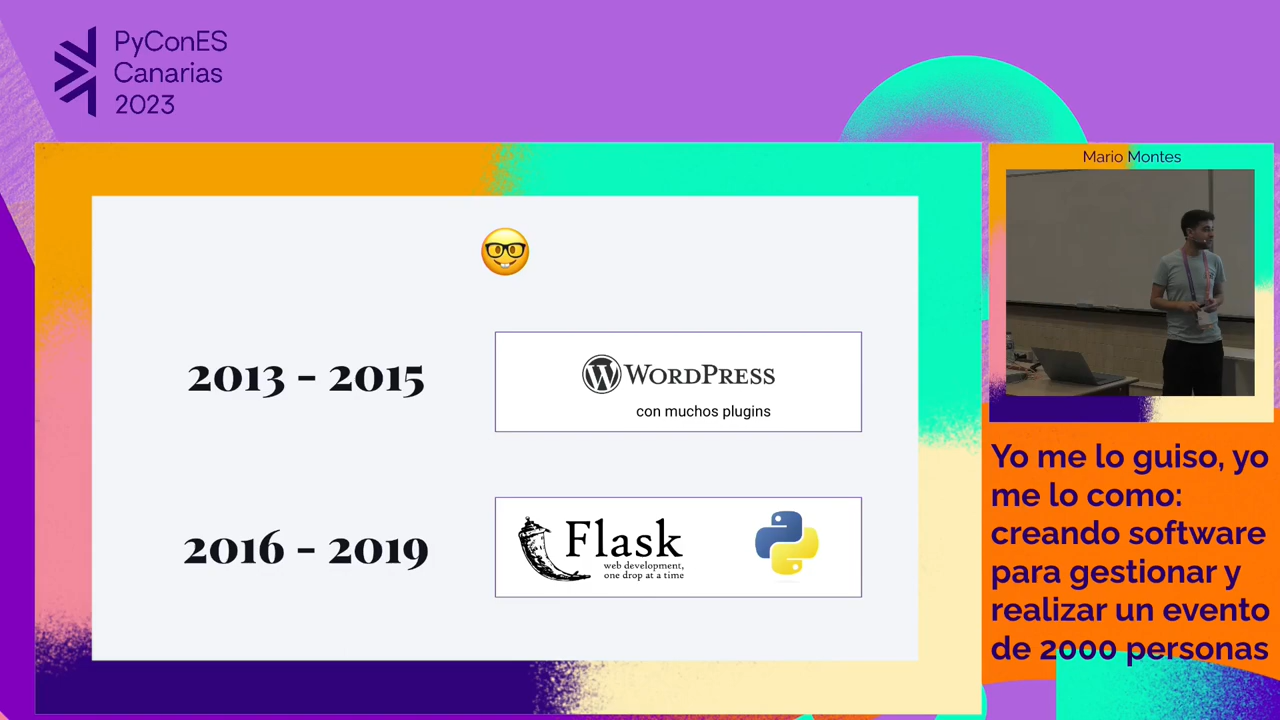 PyConES
Canarias
2023
Mario Montes
2013 - 2015
WORDPRESS
con muchos plugins
2016 - 2019
Flask
web development,
one drop at a time
Yo me lo guiso, yo
me lo como:
creando software
para gestionar y
realizar un evento
de 2000 personas